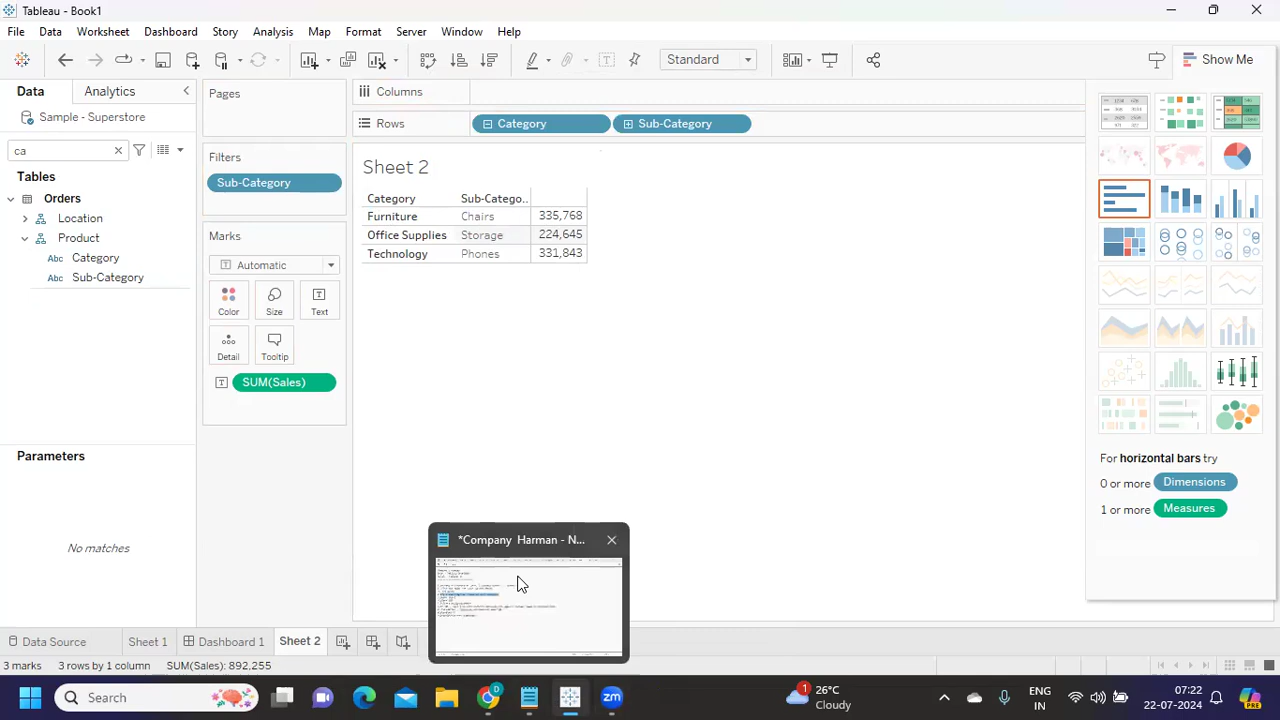 Tableau - Book1
File Data Worksheet Dashboard Story Analysis Map Format Server Window Help
Standard
Show Me
Data Analytics
Sample - Superstore
ca
Tables
Orders
Location
Product
Abc Category
Abc Sub-Category
Parameters
No matches
Pages
Filters
Sub-Category
Marks
Automatic
Color Size Text
Detail Tooltip
SUM(Sales)
Columns
Rows Category Sub-Category
Sheet 2
Category Sub-Catego..
Furniture Chairs 335,768
Office Supplies Storage 224,645
Technology Phones 331,843
For horizontal bars try
0 or more Dimensions
1 or more Measures
*Company Harman - N...
Data Source Sheet 1 Dashboard 1 Sheet 2
3 marks 3 rows by 1 column SUM(Sales): 892,255
Search
26°C
Cloudy
ENG
IN
07:22
22-07-2024
PRE